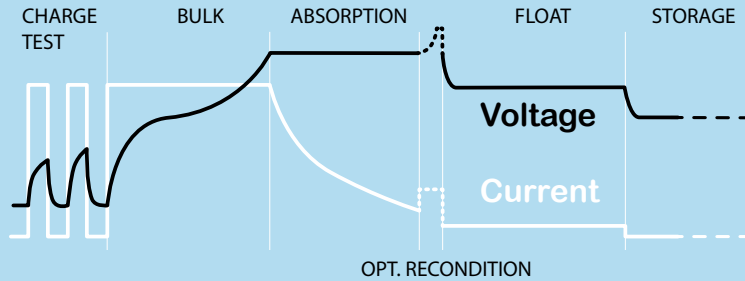 CHARGE
TEST
BULK
ABSORPTION
FLOAT
STORAGE
Voltage
Current
OPT. RECONDITION